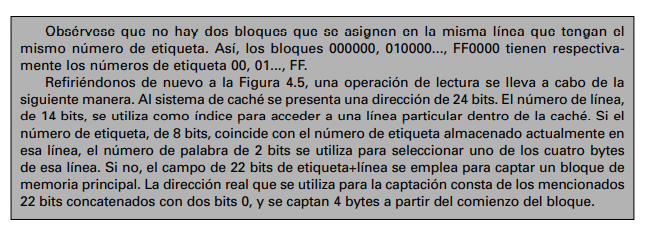 Obsérvese que no hay dos bloques que se asignen en la misma línea que tengan el
mismo número de etiqueta. Así, los bloques 000000, 010000..., FF0000 tienen respectiva-
mente los números de etiqueta 00, 01..., FF.
Refiriéndonos de nuevo a la Figura 4.5, una operación de lectura se lleva a cabo de la
siguiente manera. Al sistema de caché se presenta una dirección de 24 bits. El número de línea,
de 14 bits, se utiliza como índice para acceder a una línea particular dentro de la caché. Si el
número de etiqueta, de 8 bits, coincide con el número de etiqueta almacenado actualmente en
esa línea, el número de palabra de 2 bits se utiliza para seleccionar uno de los cuatro bytes
de esa línea. Si no, el campo de 22 bits de etiqueta+línea se emplea para captar un bloque de
memoria principal. La dirección real que se utiliza para la captación consta de los mencionados
22 bits concatenados con dos bits 0, y se captan 4 bytes a partir del comienzo del bloque.